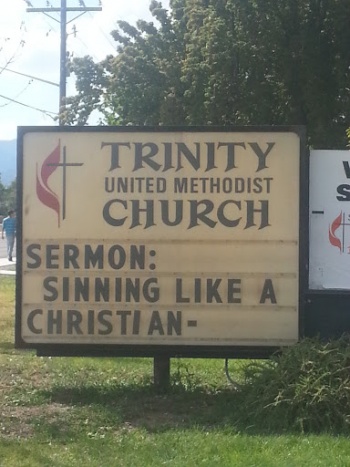 TRINITY
UNITED METHODIST
CHURCH
SERMON:
SINNING LIKE A
CHRISTIAN-